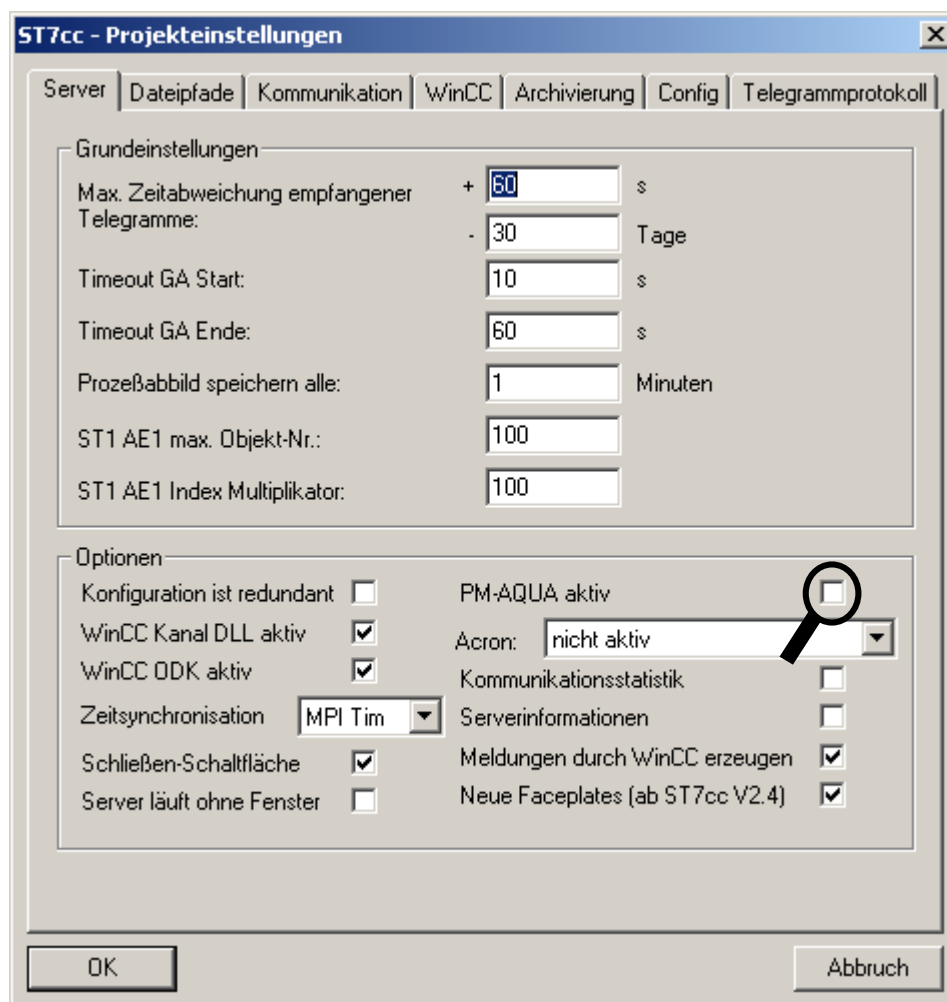 ST7cc - Projekteinstellungen
Server Dateipfade Kommunikation WinCC Archivierung Config Telegrammprotokoll
Grundeinstellungen
Max. Zeitabweichung empfangener
Telegramme:
+ 60 s
- 30 Tage
Timeout GA Start: 10 s
Timeout GA Ende: 60 s
Prozeßabbild speichern alle: 1 Minuten
ST1 AE1 max. Objekt-Nr.: 100
ST1 AE1 Index Multiplikator: 100
Optionen
Konfiguration ist redundant
WinCC Kanal DLL aktiv
WinCC ODK aktiv
Zeitsynchronisation MPI Tim
Schließen-Schaltfläche
Server läuft ohne Fenster
PM-AQUA aktiv
Acron: nicht aktiv
Kommunikationsstatistik
Serverinformationen
Meldungen durch WinCC erzeugen
Neue Faceplates (ab ST7cc V2.4)
OK Abbruch